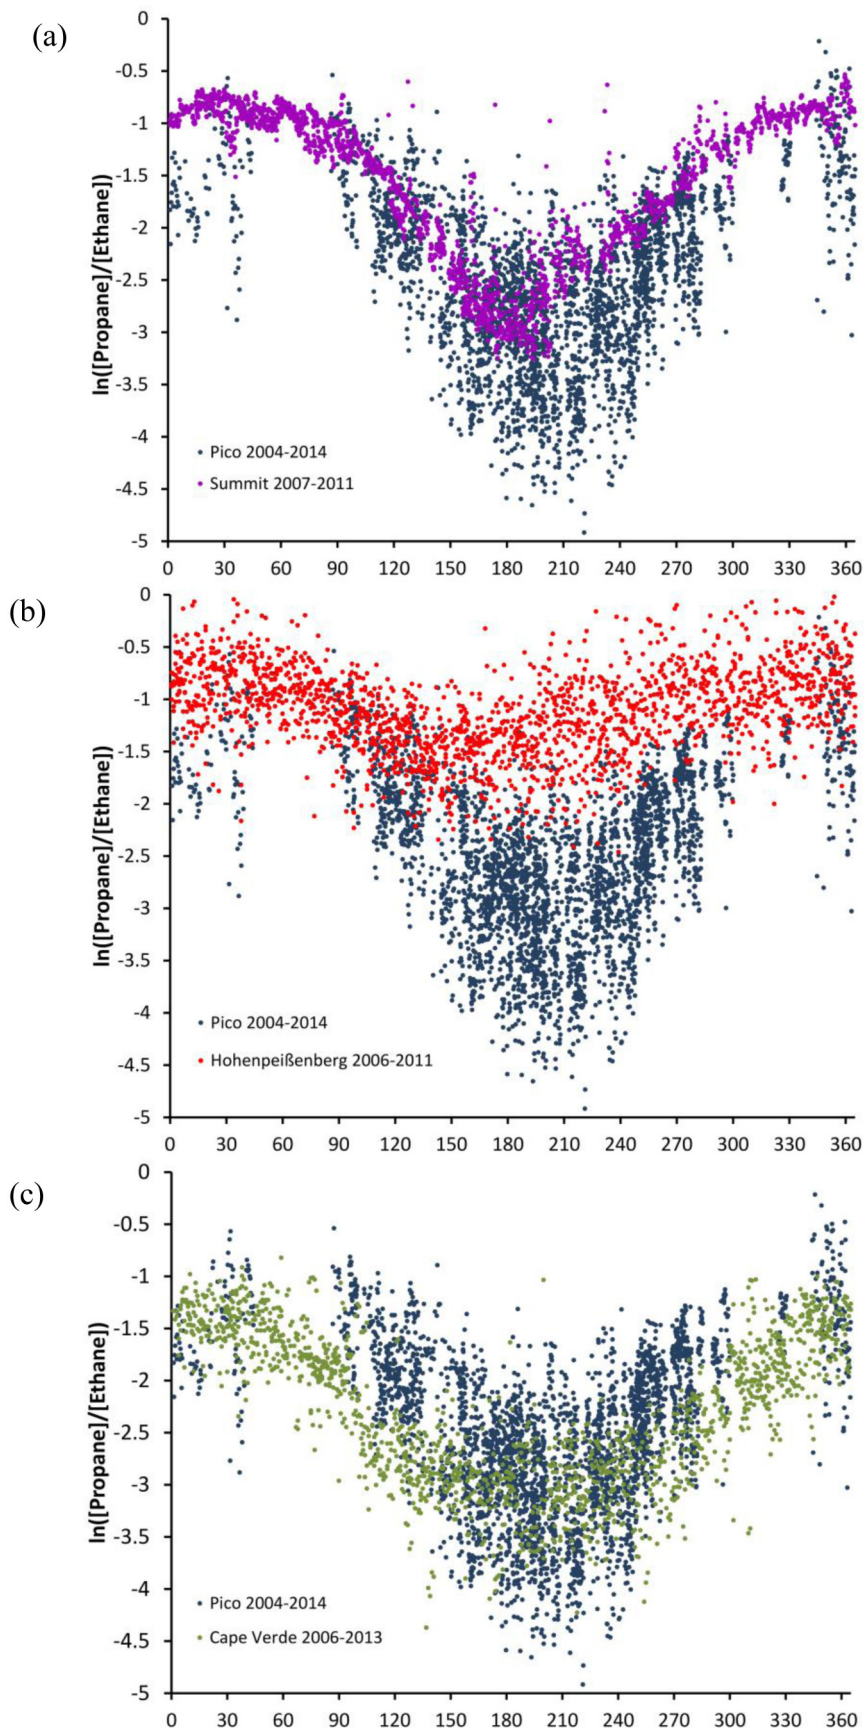 (a)
0
-0.5
-1
-1.5
-2
-2.5
-3
-3.5
-4
-4.5
-5
ln([Propane]/[Ethane])
Pico 2004-2014
Summit 2007-2011
0 30 60 90 120 150 180 210 240 270 300 330 360
(b)
0
-0.5
-1
-1.5
-2
-2.5
-3
-3.5
-4
-4.5
-5
ln([Propane]/[Ethane])
Pico 2004-2014
Hohenpeißenberg 2006-2011
0 30 60 90 120 150 180 210 240 270 300 330 360
(c)
0
-0.5
-1
-1.5
-2
-2.5
-3
-3.5
-4
-4.5
-5
ln([Propane]/[Ethane])
Pico 2004-2014
Cape Verde 2006-2013
0 30 60 90 120 150 180 210 240 270 300 330 360